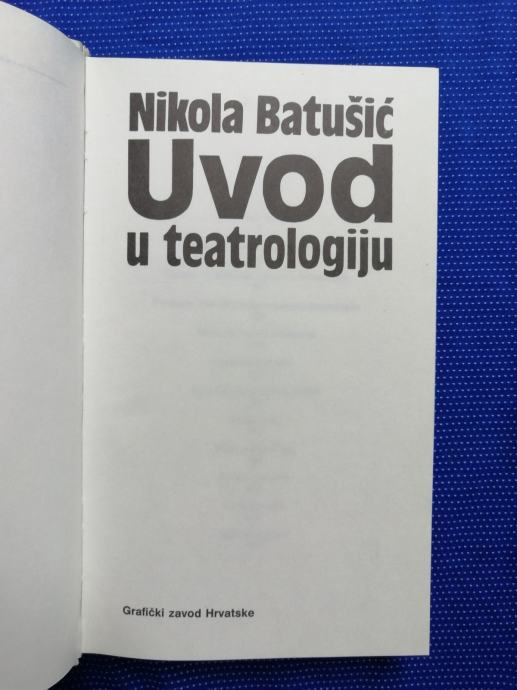 Nikola Batušić
Uvod
u teatrologiju
Grafički zavod Hrvatske